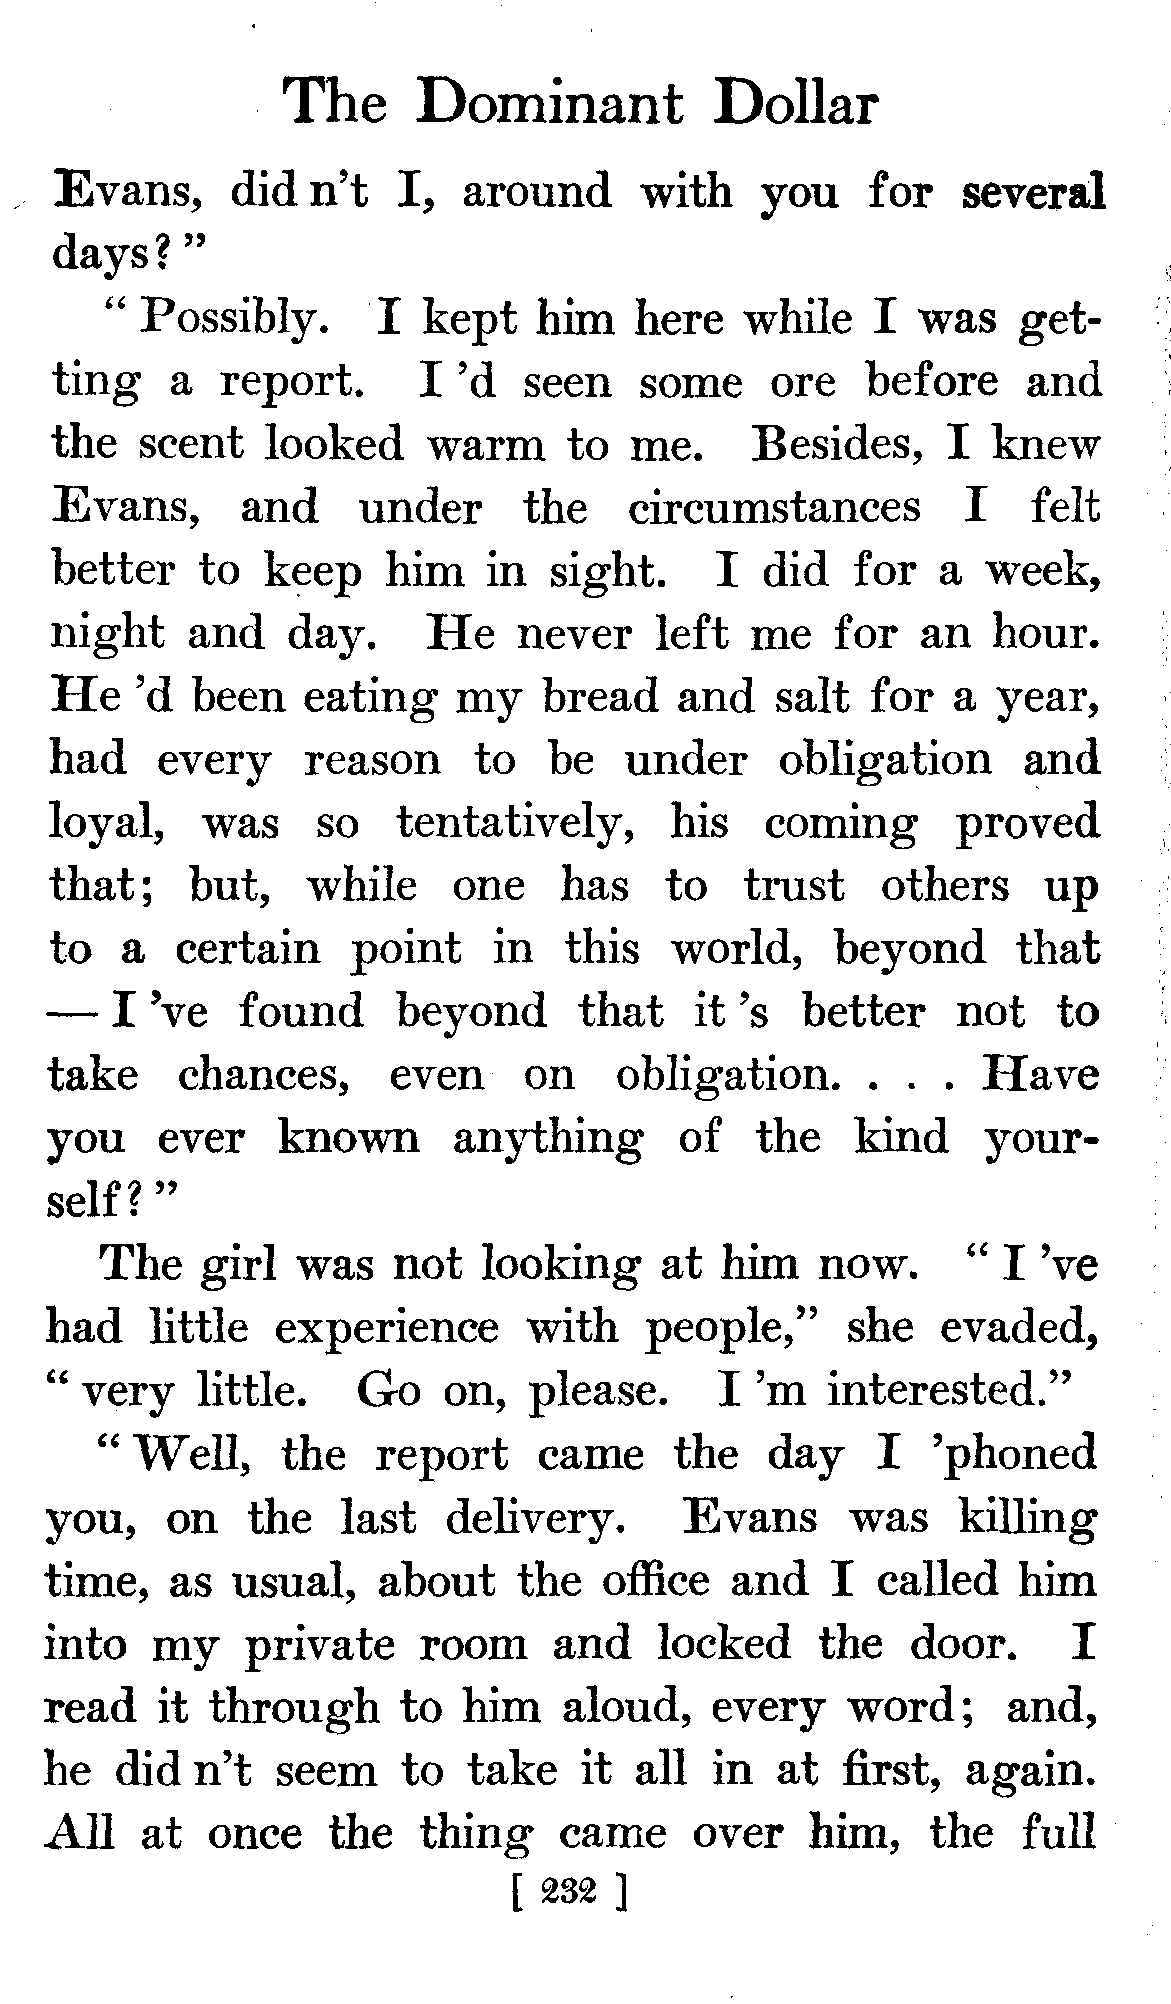 The Dominant Dollar
Evans, did n't I, around with you for several
days?"
"Possibly. I kept him here while I was get-
ting a report. I 'd seen some ore before and
the scent looked warm to me. Besides, I knew
Evans, and under the circumstances I felt
better to keep him in sight. I did for a week,
night and day. He never left me for an hour.
He 'd been eating my bread and salt for a year,
had every reason to be under obligation and
loyal, was so tentatively, his coming proved
that; but, while one has to trust others up
to a certain point in this world, beyond that
— I 've found beyond that it 's better not to
take chances, even on obligation. . . . Have
you ever known anything of the kind your-
self?"
The girl was not looking at him now. "I 've
had little experience with people," she evaded,
"very little. Go on, please. I 'm interested."
"Well, the report came the day I 'phoned
you, on the last delivery. Evans was killing
time, as usual, about the office and I called him
into my private room and locked the door. I
read it through to him aloud, every word; and,
he did n't seem to take it all in at first, again.
All at once the thing came over him, the full
[ 232 ]